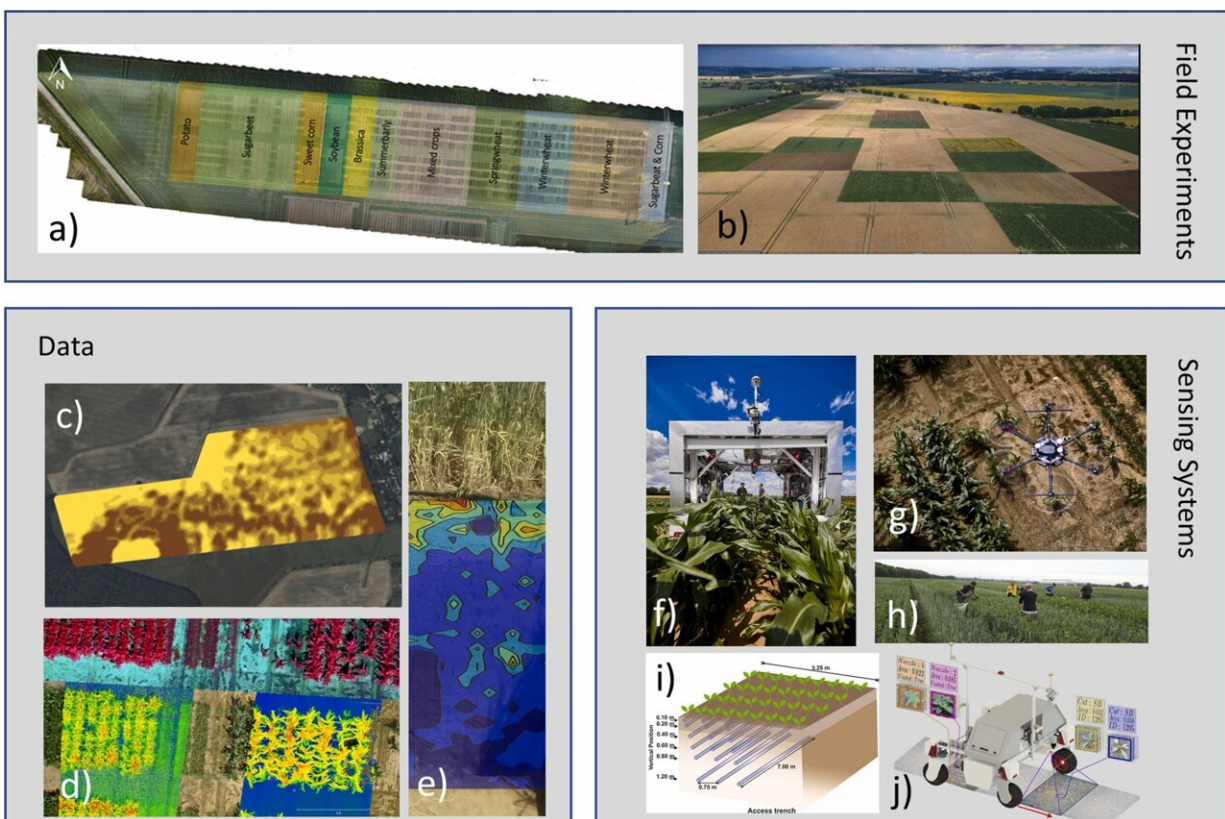 Field Experiments
N
Potato
Sugarbeet
Sweet corn
Soybean
Brassica
Summerbarly
Mixed crops
Springwheat
Winterwheat
Winterwheat
Sugarbeat & Corn
a)
b)
Data
c)
d)
e)
Sensing Systems
f)
g)
h)
i)
3.25 m
0.10
0.20
0.40
0.60
0.80
1.20
Vertical Position
7.00 m
0.75 m
Access trench
j)